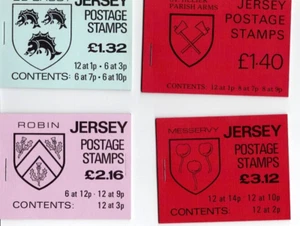 JERSEY
POSTAGE
STAMPS
£1.32
12 at 1p • 6 at 3p
CONTENTS: 6 at 7p • 6 at 10p
PARISH ARMS
JERSEY
POSTAGE
STAMPS
£1.40
CONTENTS:
ROBIN
JERSEY
POSTAGE
STAMPS
£2.16
6 at 12p • 12 at 9p
CONTENTS: 12 at 3p
MESSERVY
JERSEY
POSTAGE
STAMPS
£3.12
12 at 14p 12 at 10p
CONTENTS: 12 at 2p